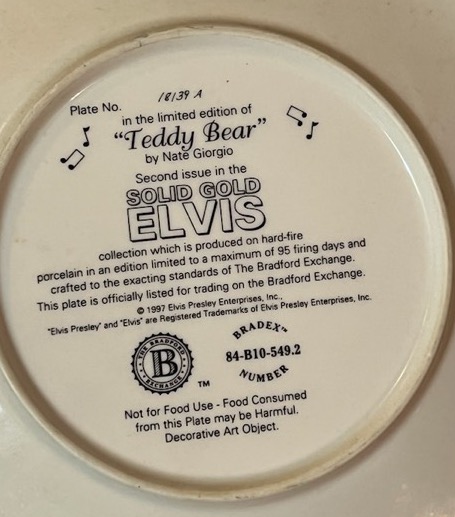 Plate No. 18139 A
in the limited edition of
"Teddy Bear"
by Nate Giorgio
Second issue in the
SOLID GOLD
ELVIS
collection which is produced on hard-fire
porcelain in an edition limited to a maximum of 95 firing days and
crafted to the exacting standards of The Bradford Exchange.
This plate is officially listed for trading on the Bradford Exchange.
© 1997 Elvis Presley Enterprises, Inc.,
"Elvis Presley" and "Elvis" are Registered Trademarks of Elvis Presley Enterprises, Inc.
THE BRADFORD
B
EXCHANGE
TM
BRADEX™
84-B10-549.2
NUMBER
Not for Food Use - Food Consumed
from this Plate may be Harmful.
Decorative Art Object.